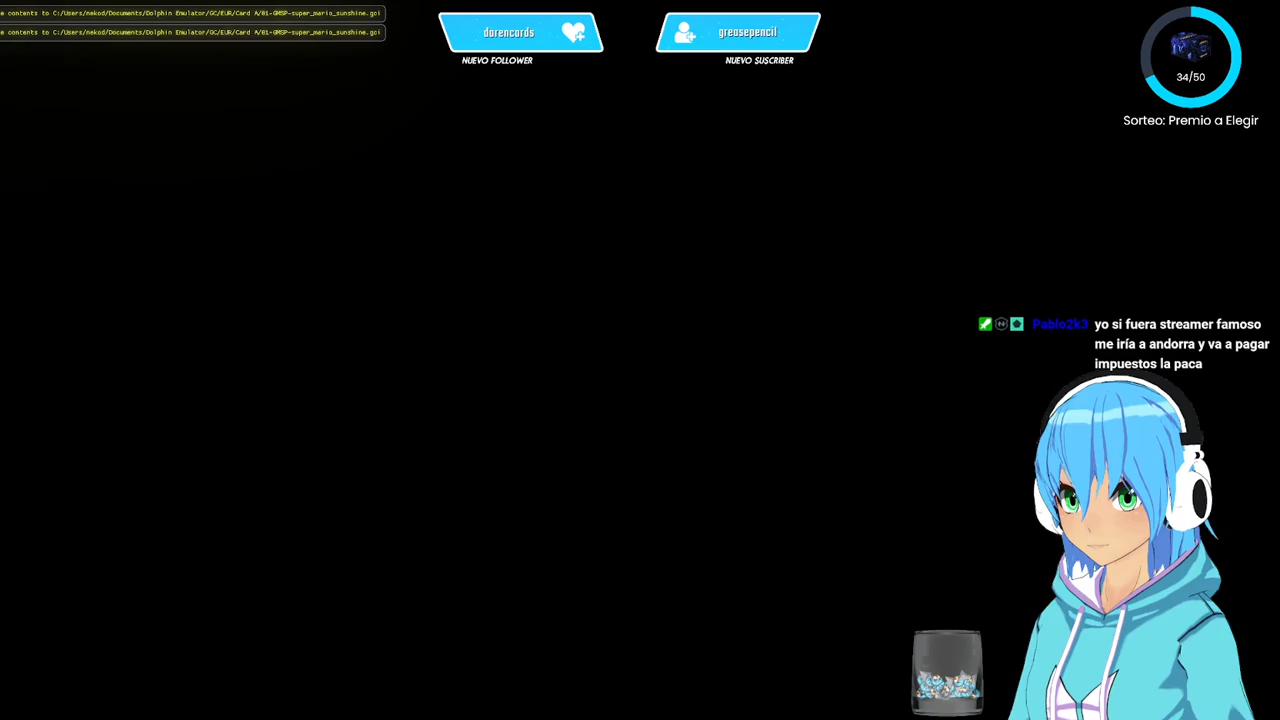 e contents to C:/Users/nekod/Documents/Dolphin Emulator/GC/EUR/Card A/01-GMSP-super_mario_sunshine.gci
e contents to C:/Users/nekod/Documents/Dolphin Emulator/GC/EUR/Card A/01-GMSP-super_mario_sunshine.gci
darencards
NUEVO FOLLOWER
greasepencil
NUEVO SUSCRIBER
34/50
Sorteo: Premio a Elegir
Pablo2k3 yo si fuera streamer famoso
me iría a andorra y va a pagar
impuestos la paca